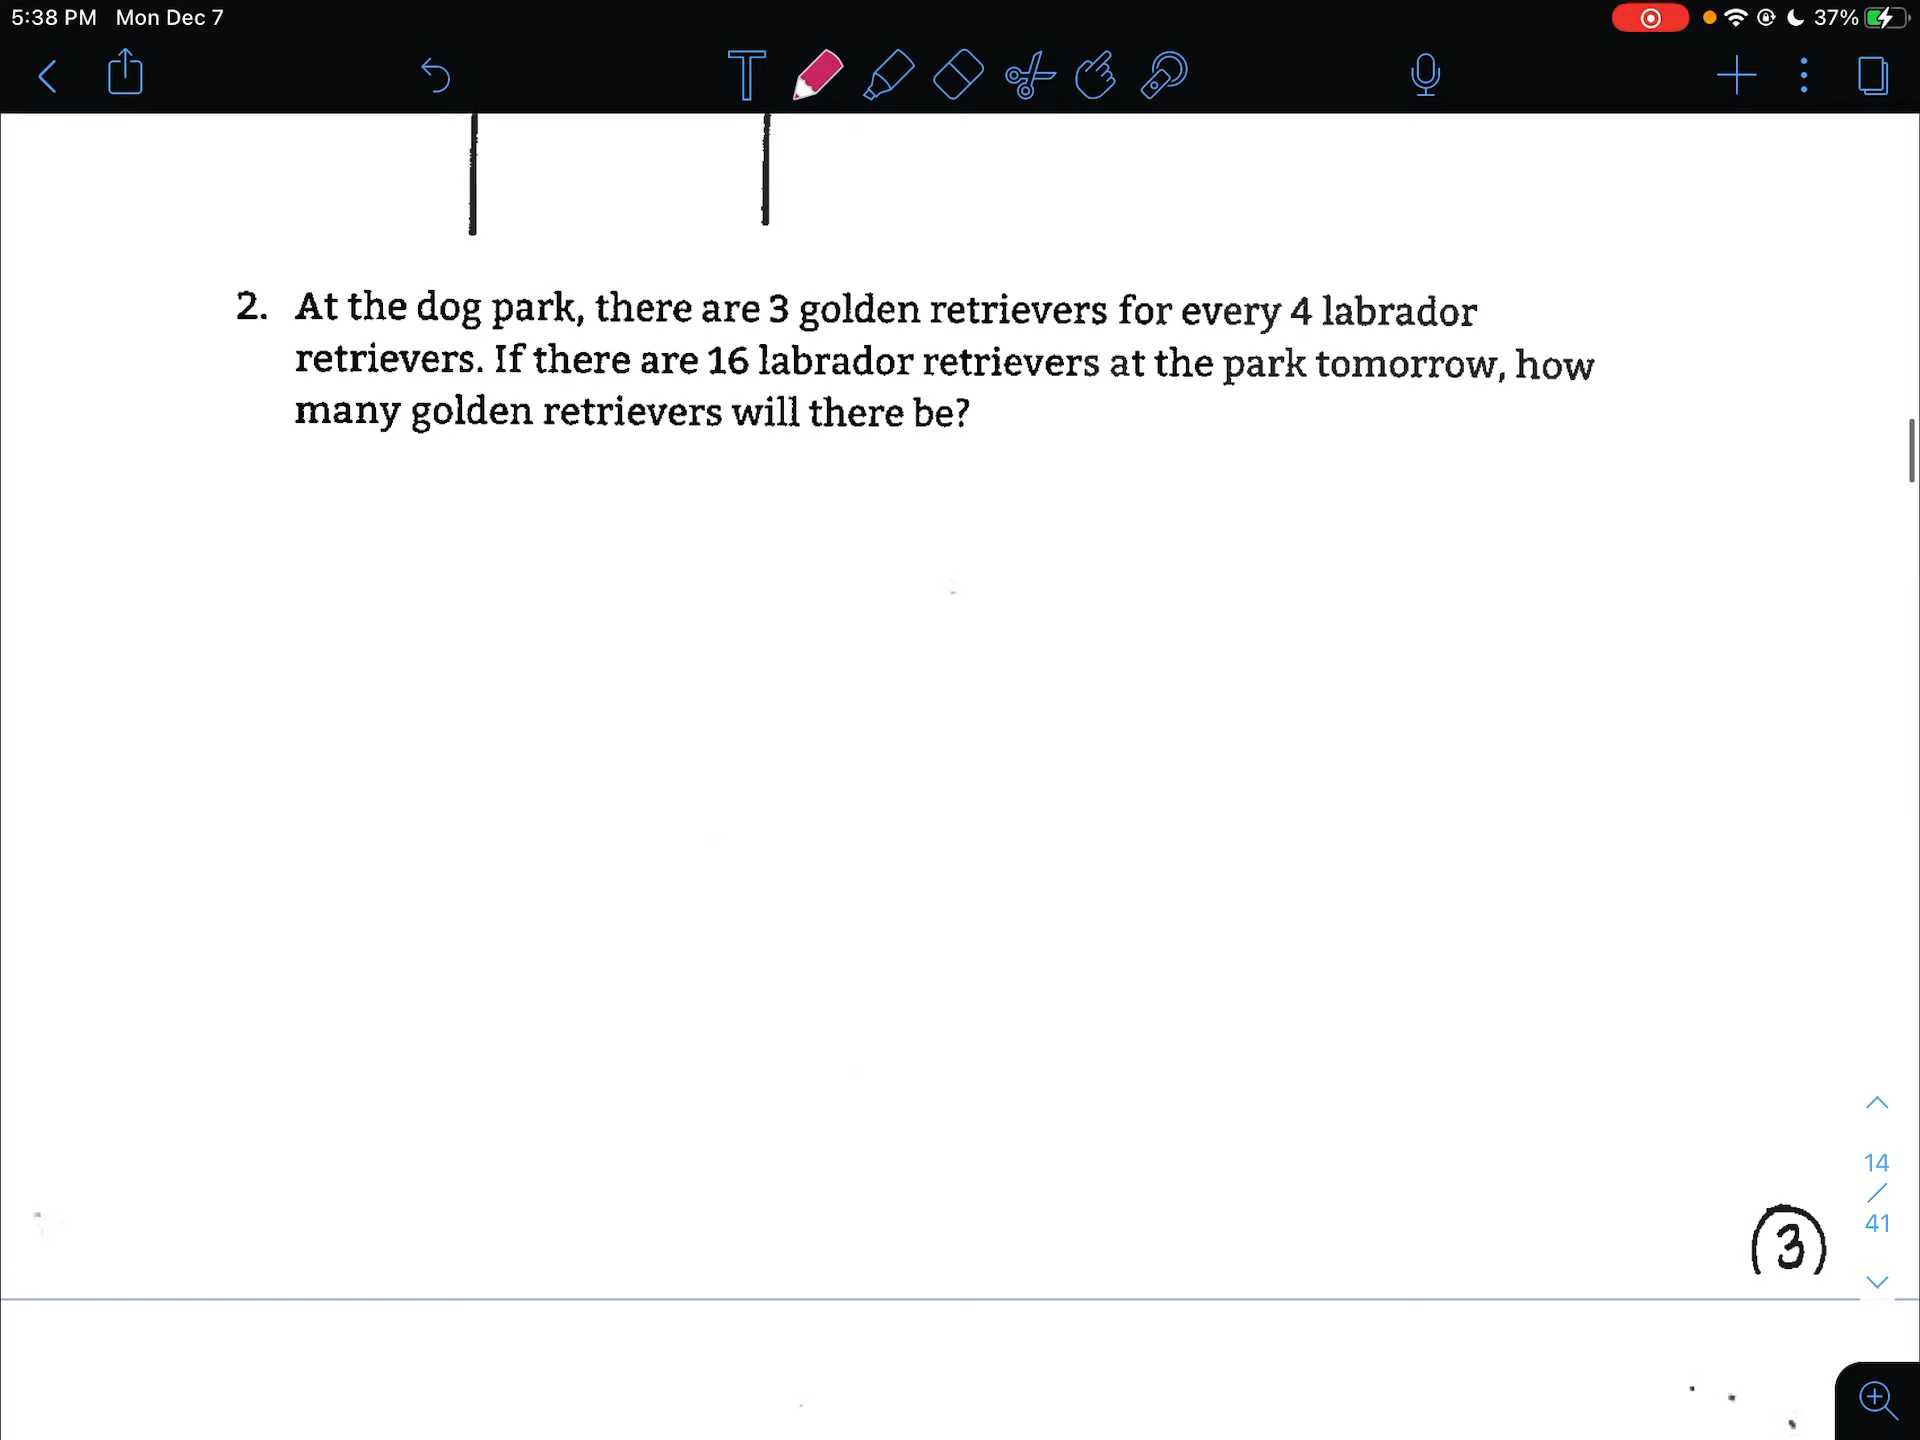 5:38 PM Mon Dec 7
37%
2. At the dog park, there are 3 golden retrievers for every 4 labrador
retrievers. If there are 16 labrador retrievers at the park tomorrow, how
many golden retrievers will there be?
14
/
41
3